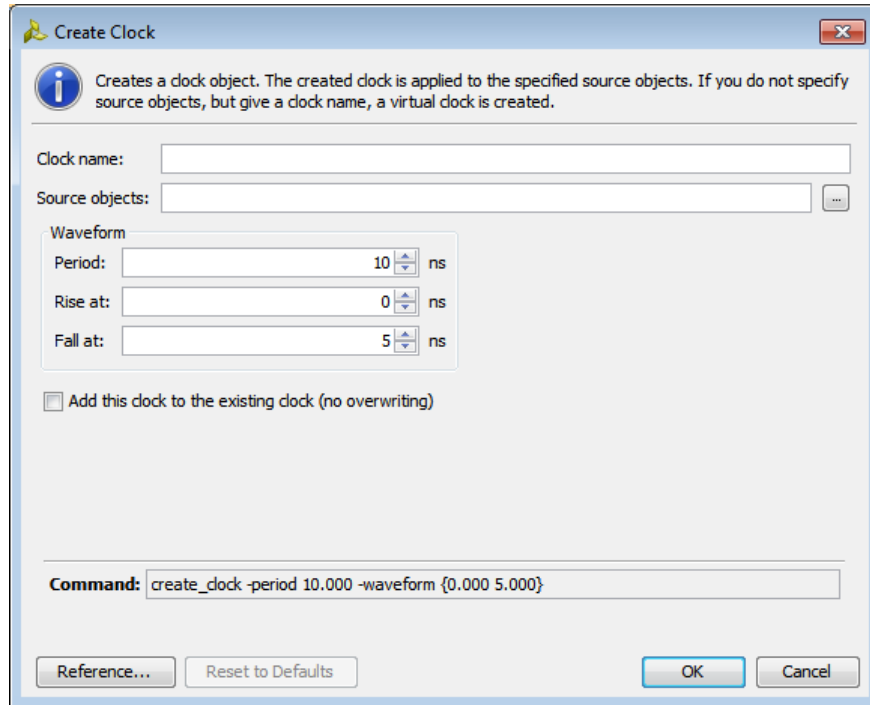 Create Clock
Creates a clock object. The created clock is applied to the specified source objects. If you do not specify
source objects, but give a clock name, a virtual clock is created.
Clock name:
Source objects:
...
Waveform
Period: 10 ns
Rise at: 0 ns
Fall at: 5 ns
Add this clock to the existing clock (no overwriting)
Command: create_clock -period 10.000 -waveform {0.000 5.000}
Reference... Reset to Defaults OK Cancel